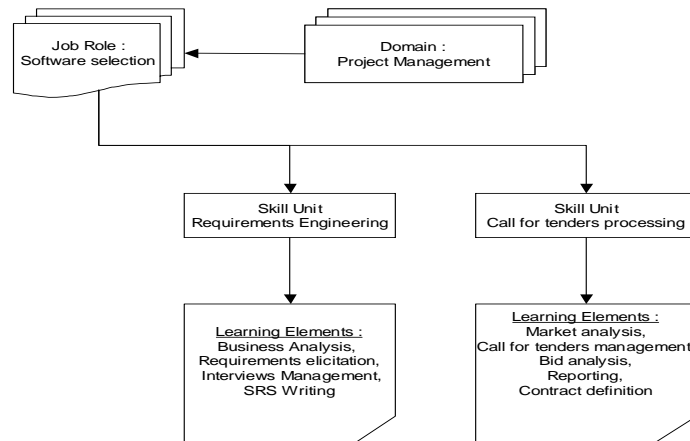 Job Role :
Software selection
Domain :
Project Management
Skill Unit
Requirements Engineering
Skill Unit
Call for tenders processing
Learning Elements :
Business Analysis,
Requirements elicitation,
Interviews Management,
SRS Writing
Learning Elements :
Market analysis,
Call for tenders management
Bid analysis,
Reporting,
Contract definition